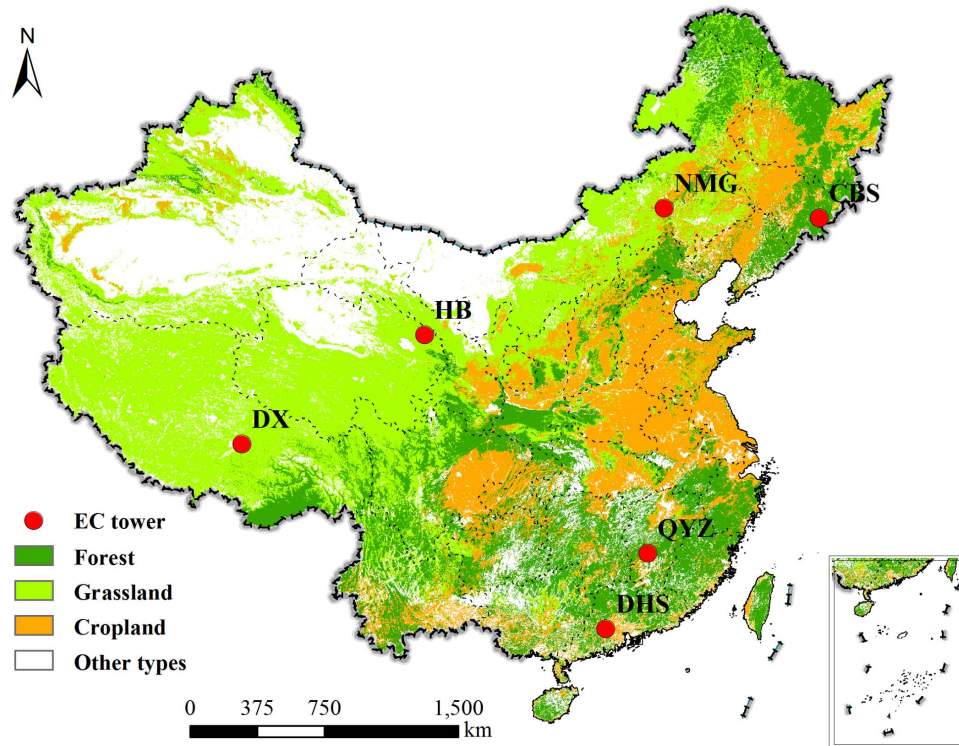 N
NMG
CBS
HB
DX
QYZ
DHS
EC tower
Forest
Grassland
Cropland
Other types
0 375 750 1,500
km